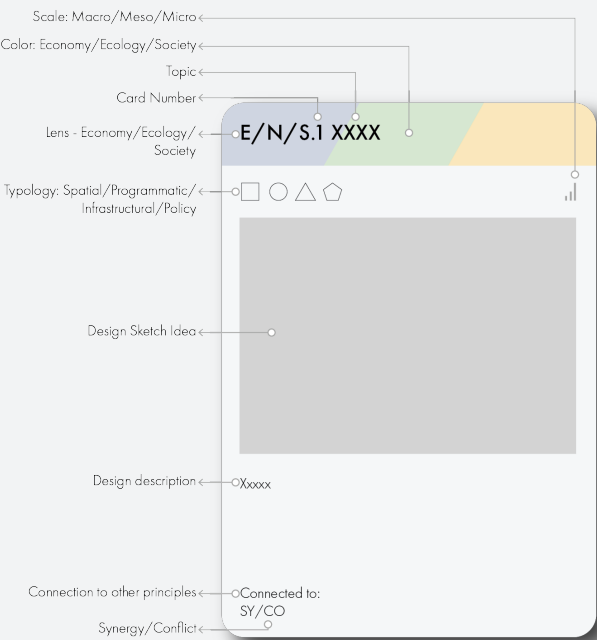 Scale: Macro/Meso/Micro
Color: Economy/Ecology/Society
Topic
Card Number
Lens - Economy/Ecology/
Society
E/N/S.1 XXXX
Typology: Spatial/Programmatic/
Infrastructural/Policy
Design Sketch Idea
Design description
Xxxxx
Connection to other principles
Connected to:
SY/CO
Synergy/Conflict